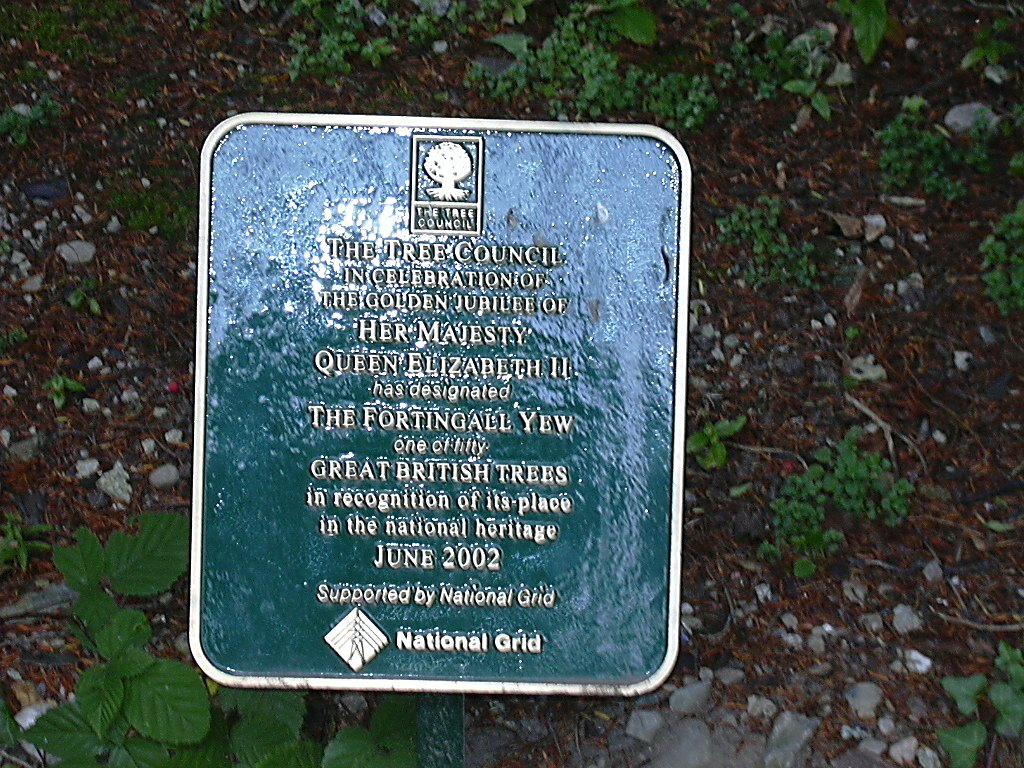 THE TREE
COUNCIL
THE TREE COUNCIL
IN CELEBRATION OF
THE GOLDEN JUBILEE OF
HER MAJESTY
QUEEN ELIZABETH II
has designated
THE FORTINGALL YEW
one of fifty
GREAT BRITISH TREES
in recognition of its place
in the national heritage
JUNE 2002
Supported by National Grid
National Grid